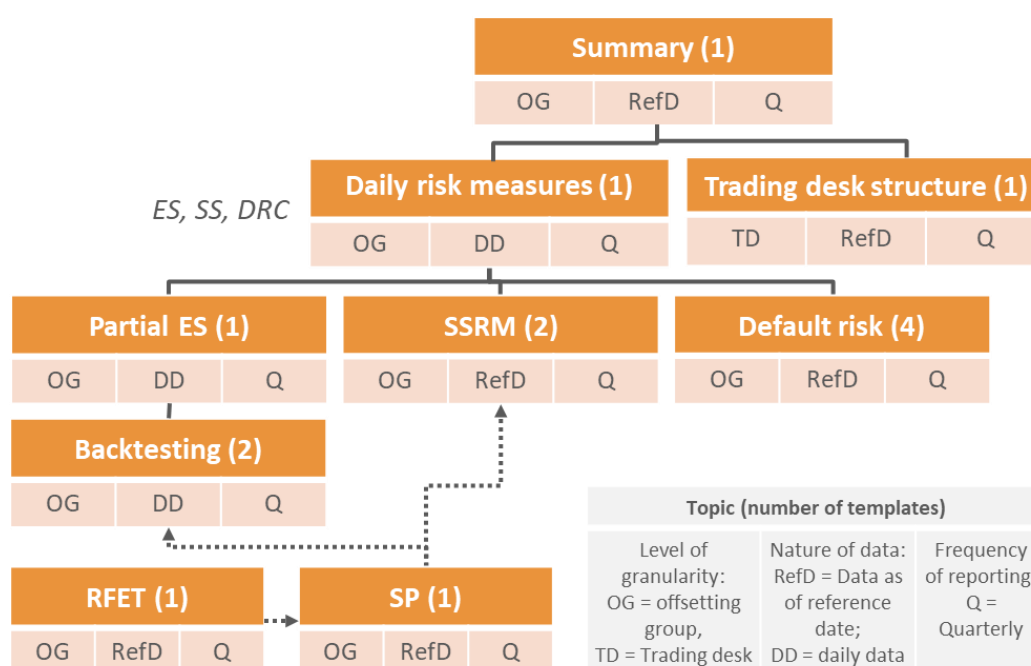 Summary (1)
OG RefD Q
Daily risk measures (1)
Trading desk structure (1)
ES, SS, DRC
OG DD Q
TD RefD Q
Partial ES (1)
SSRM (2)
Default risk (4)
OG DD Q
OG RefD Q
OG RefD Q
Backtesting (2)
OG DD Q
Topic (number of templates)
Level of
granularity:
OG = offsetting
group,
TD = Trading desk
Nature of data:
RefD = Data as
of reference
date;
DD = daily data
Frequency
of reporting:
Q =
Quarterly
RFET (1)
SP (1)
OG RefD Q
OG RefD Q